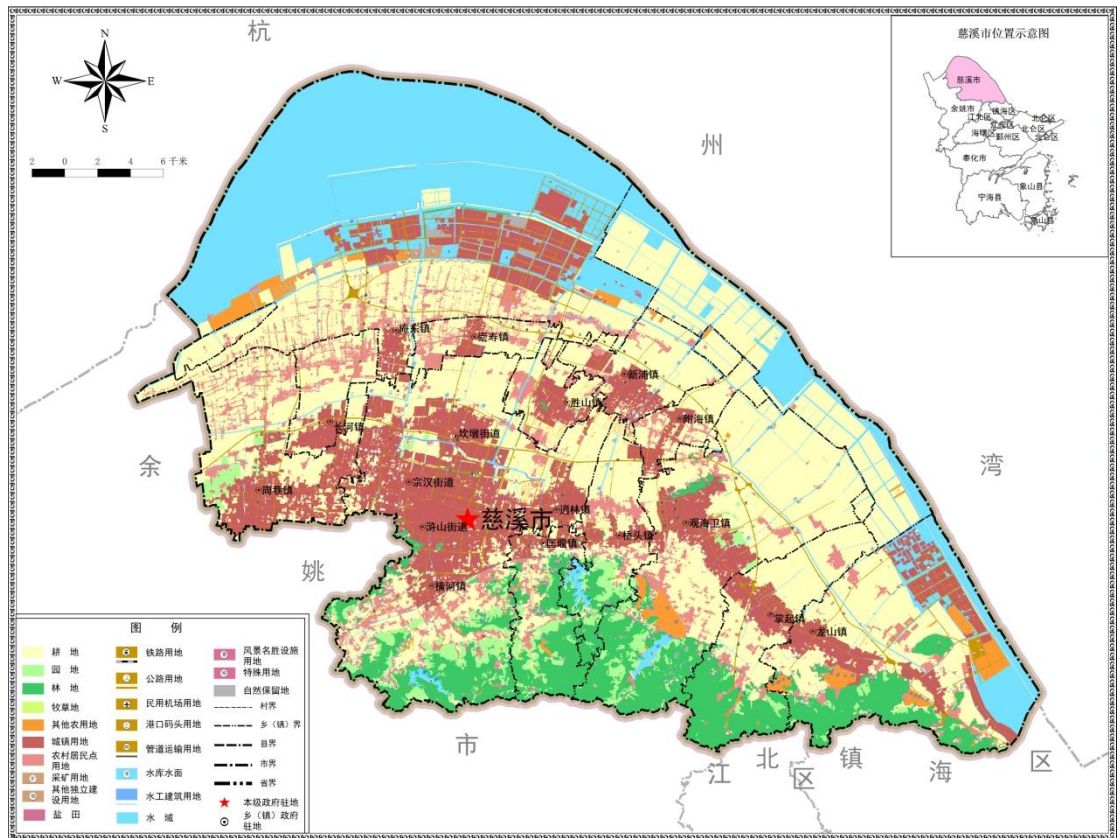 杭
州
湾
余
姚
市
江
北
区
镇
海
区
N
W
E
S
2 0 2 4 6 千米
慈溪市位置示意图
慈溪市
余姚市
镇海区
江北区
北仑区
海曙区
鄞州区
北仑区
奉化市
宁海县
象山县
象山县
庵东镇
崇寿镇
新浦镇
胜山镇
附海镇
长河镇
坎墩街道
周巷镇
宗汉街道
逍林镇
慈溪市
浒山街道
观海卫镇
桥头镇
匡堰镇
横河镇
掌起镇
龙山镇
图 例
耕 地
园 地
林 地
牧草地
其他农用地
城镇用地
农村居民点
用地
采矿用地
其他独立建
设用地
盐 田
铁路用地
公路用地
民用机场用地
港口码头用地
管道运输用地
水库水面
水工建筑用地
水 域
风景名胜设施
用地
特殊用地
自然保留地
村界
乡（镇）界
县界
市界
省界
本级政府驻地
乡（镇）政府
驻地